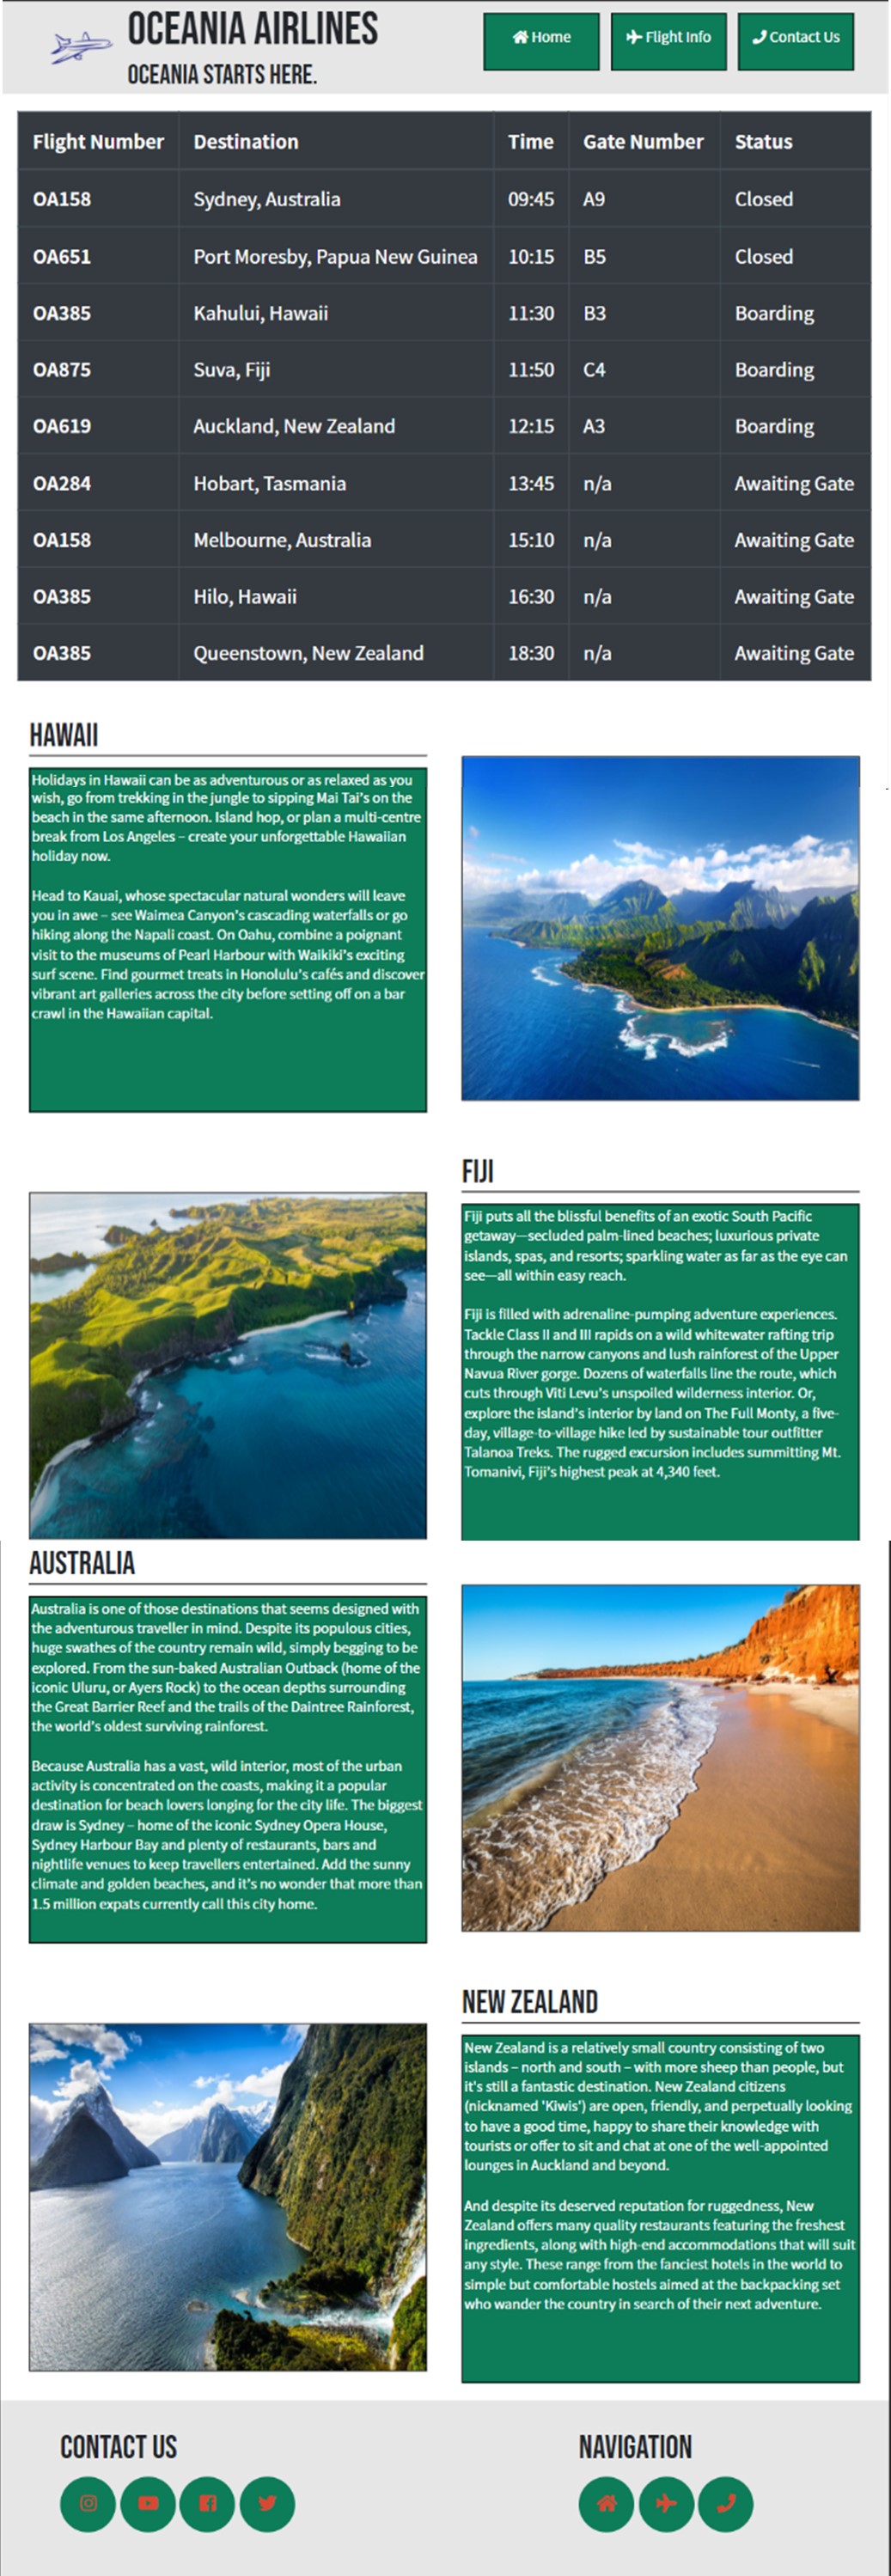 OCEANIA AIRLINES
OCEANIA STARTS HERE.
Home Flight Info Contact Us
Flight Number Destination Time Gate Number Status
OA158 Sydney, Australia 09:45 A9 Closed
OA651 Port Moresby, Papua New Guinea 10:15 B5 Closed
OA385 Kahului, Hawaii 11:30 B3 Boarding
OA875 Suva, Fiji 11:50 C4 Boarding
OA619 Auckland, New Zealand 12:15 A3 Boarding
OA284 Hobart, Tasmania 13:45 n/a Awaiting Gate
OA158 Melbourne, Australia 15:10 n/a Awaiting Gate
OA385 Hilo, Hawaii 16:30 n/a Awaiting Gate
OA385 Queenstown, New Zealand 18:30 n/a Awaiting Gate
HAWAII
Holidays in Hawaii can be as adventurous or as relaxed as you
wish, go from trekking in the jungle to sipping Mai Tai's on the
beach in the same afternoon. Island hop, or plan a multi-centre
break from Los Angeles – create your unforgettable Hawaiian
holiday now.
Head to Kauai, whose spectacular natural wonders will leave
you in awe – see Waimea Canyon's cascading waterfalls or go
hiking along the Napali coast. On Oahu, combine a poignant
visit to the museums of Pearl Harbour with Waikiki's exciting
surf scene. Find gourmet treats in Honolulu's cafés and discover
vibrant art galleries across the city before setting off on a bar
crawl in the Hawaiian capital.
FIJI
Fiji puts all the blissful benefits of an exotic South Pacific
getaway—secluded palm-lined beaches; luxurious private
islands, spas, and resorts; sparkling water as far as the eye can
see—all within easy reach.
Fiji is filled with adrenaline-pumping adventure experiences.
Tackle Class II and III rapids on a wild whitewater rafting trip
through the narrow canyons and lush rainforest of the Upper
Navua River gorge. Dozens of waterfalls line the route, which
cuts through Viti Levu's unspoiled wilderness interior. Or,
explore the island's interior by land on The Full Monty, a five-
day, village-to-village hike led by sustainable tour outfitter
Talanoa Treks. The rugged excursion includes summitting Mt.
Tomanivi, Fiji's highest peak at 4,340 feet.
AUSTRALIA
Australia is one of those destinations that seems designed with
the adventurous traveller in mind. Despite its populous cities,
huge swathes of the country remain wild, simply begging to be
explored. From the sun-baked Australian Outback (home of the
iconic Uluru, or Ayers Rock) to the ocean depths surrounding
the Great Barrier Reef and the trails of the Daintree Rainforest,
the world's oldest surviving rainforest.
Because Australia has a vast, wild interior, most of the urban
activity is concentrated on the coasts, making it a popular
destination for beach lovers longing for the city life. The biggest
draw is Sydney – home of the iconic Sydney Opera House,
Sydney Harbour Bay and plenty of restaurants, bars and
nightlife venues to keep travellers entertained. Add the sunny
climate and golden beaches, and it's no wonder that more than
1.5 million expats currently call this city home.
NEW ZEALAND
New Zealand is a relatively small country consisting of two
islands – north and south – with more sheep than people, but
it's still a fantastic destination. New Zealand citizens
(nicknamed 'Kiwis') are open, friendly, and perpetually looking
to have a good time, happy to share their knowledge with
tourists or offer to sit and chat at one of the well-appointed
lounges in Auckland and beyond.
And despite its deserved reputation for ruggedness, New
Zealand offers many quality restaurants featuring the freshest
ingredients, along with high-end accommodations that will suit
any style. These range from the fanciest hotels in the world to
simple but comfortable hostels aimed at the backpacking set
who wander the country in search of their next adventure.
CONTACT US
NAVIGATION